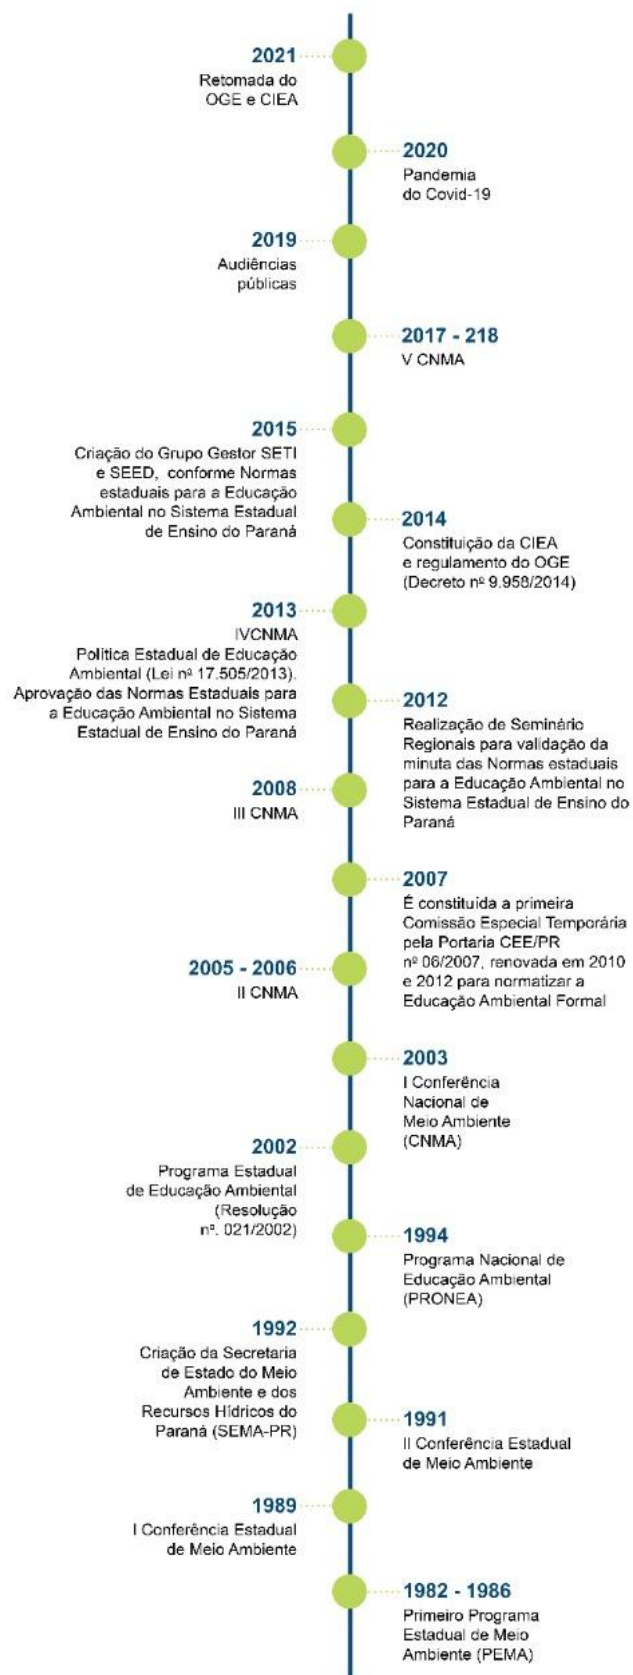 2021
Retomada do
OGE e CIEA
2020
Pandemia
do Covid-19
2019
Audiências
públicas
2017 - 218
V CNMA
2015
Criação do Grupo Gestor SETI
e SEED, conforme Normas
estaduais para a Educação
Ambiental no Sistema Estadual
de Ensino do Paraná
2014
Constituição da CIEA
e regulamento do OGE
(Decreto nº 9.958/2014)
2013
IVCNMA
Política Estadual de Educação
Ambiental (Lei nº 17.505/2013).
Aprovação das Normas Estaduais para
a Educação Ambiental no Sistema
Estadual de Ensino do Paraná
2012
Realização de Seminário
Regionais para validação da
minuta das Normas estaduais
para a Educação Ambiental no
Sistema Estadual de Ensino do
Paraná
2008
III CNMA
2007
É constituída a primeira
Comissão Especial Temporária
pela Portaria CEE/PR
nº 06/2007, renovada em 2010
e 2012 para normatizar a
Educação Ambiental Formal
2005 - 2006
II CNMA
2003
I Conferência
Nacional de
Meio Ambiente
(CNMA)
2002
Programa Estadual
de Educação Ambiental
(Resolução
nº. 021/2002)
1994
Programa Nacional de
Educação Ambiental
(PRONEA)
1992
Criação da Secretaria
de Estado do Meio
Ambiente e dos
Recursos Hídricos do
Paraná (SEMA-PR)
1991
II Conferência Estadual
de Meio Ambiente
1989
I Conferência Estadual
de Meio Ambiente
1982 - 1986
Primeiro Programa
Estadual de Meio
Ambiente (PEMA)